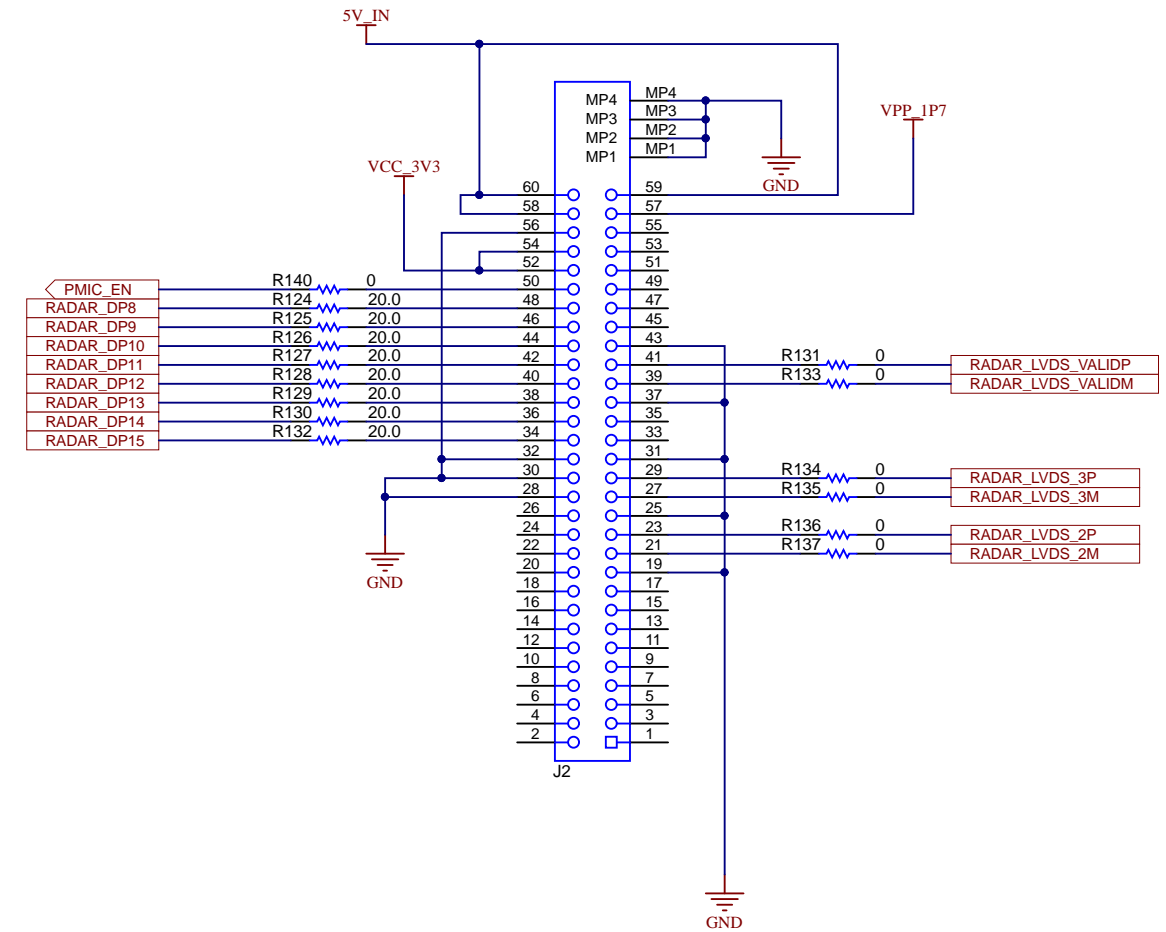 5V_IN
MP4 MP4
MP3 MP3
VPP_1P7
MP2 MP2
MP1 MP1
VCC_3V3
GND
60 59
58 57
56 55
54 53
52 51
PMIC_EN R140 0 50 49
RADAR_DP8 R124 20.0 48 47
RADAR_DP9 R125 20.0 46 45
RADAR_DP10 R126 20.0 44 43
RADAR_DP11 R127 20.0 42 41 R131 0 RADAR_LVDS_VALIDP
RADAR_DP12 R128 20.0 40 39 R133 0 RADAR_LVDS_VALIDM
RADAR_DP13 R129 20.0 38 37
RADAR_DP14 R130 20.0 36 35
RADAR_DP15 R132 20.0 34 33
32 31
30 29 R134 0 RADAR_LVDS_3P
28 27 R135 0 RADAR_LVDS_3M
26 25
24 23 R136 0 RADAR_LVDS_2P
22 21 R137 0 RADAR_LVDS_2M
20 19
GND
18 17
16 15
14 13
12 11
10 9
8 7
6 5
4 3
2 1
J2
GND